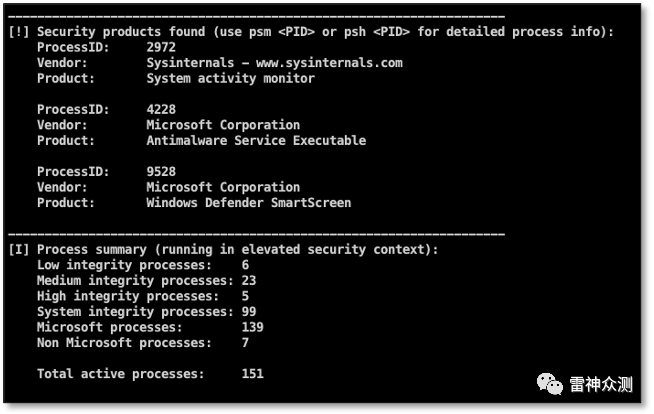 [!] Security products found (use psm <PID> or psh <PID> for detailed process info):
ProcessID: 2972
Vendor: Sysinternals - www.sysinternals.com
Product: System activity monitor
ProcessID: 4228
Vendor: Microsoft Corporation
Product: Antimalware Service Executable
ProcessID: 9528
Vendor: Microsoft Corporation
Product: Windows Defender SmartScreen
[I] Process summary (running in elevated security context):
Low integrity processes: 6
Medium integrity processes: 23
High integrity processes: 5
System integrity processes: 99
Microsoft processes: 139
Non Microsoft processes: 7
Total active processes: 151
雷神众测